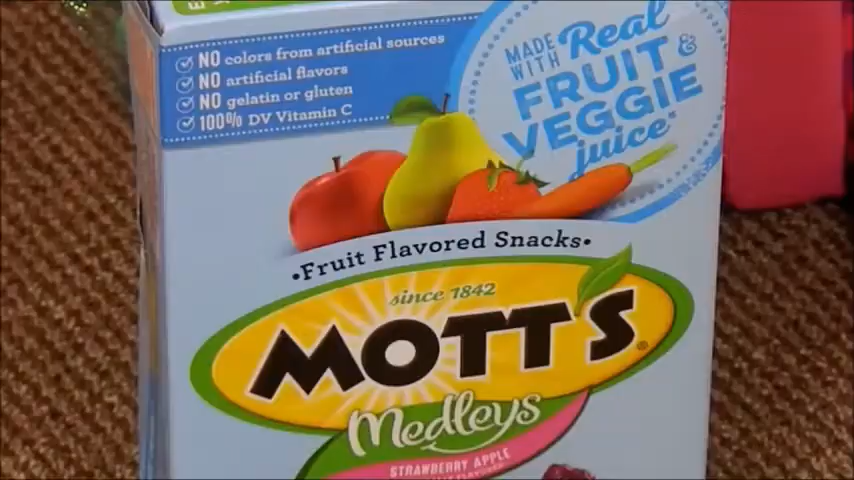 NO colors from artificial sources
NO artificial flavors
NO gelatin or gluten
100% DV Vitamin C
MADE WITH Real
FRUIT &
VEGGIE
juice*
•Fruit Flavored Snacks•
since 1842
MOTT'S®
Medleys
STRAWBERRY APPLE